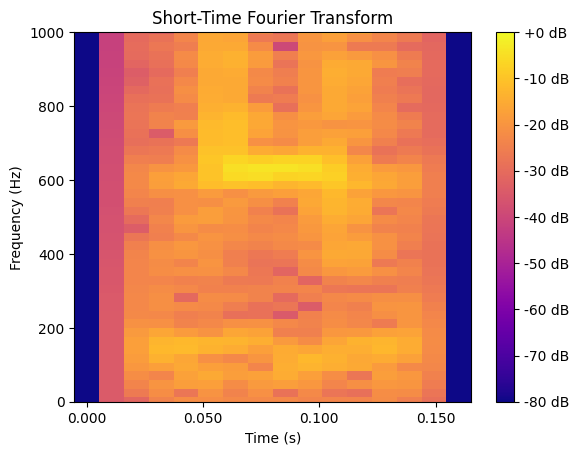 Short-Time Fourier Transform
1000
800
600
400
200
0
Frequency (Hz)
0.000
0.050
0.100
0.150
Time (s)
+0 dB
-10 dB
-20 dB
-30 dB
-40 dB
-50 dB
-60 dB
-70 dB
-80 dB